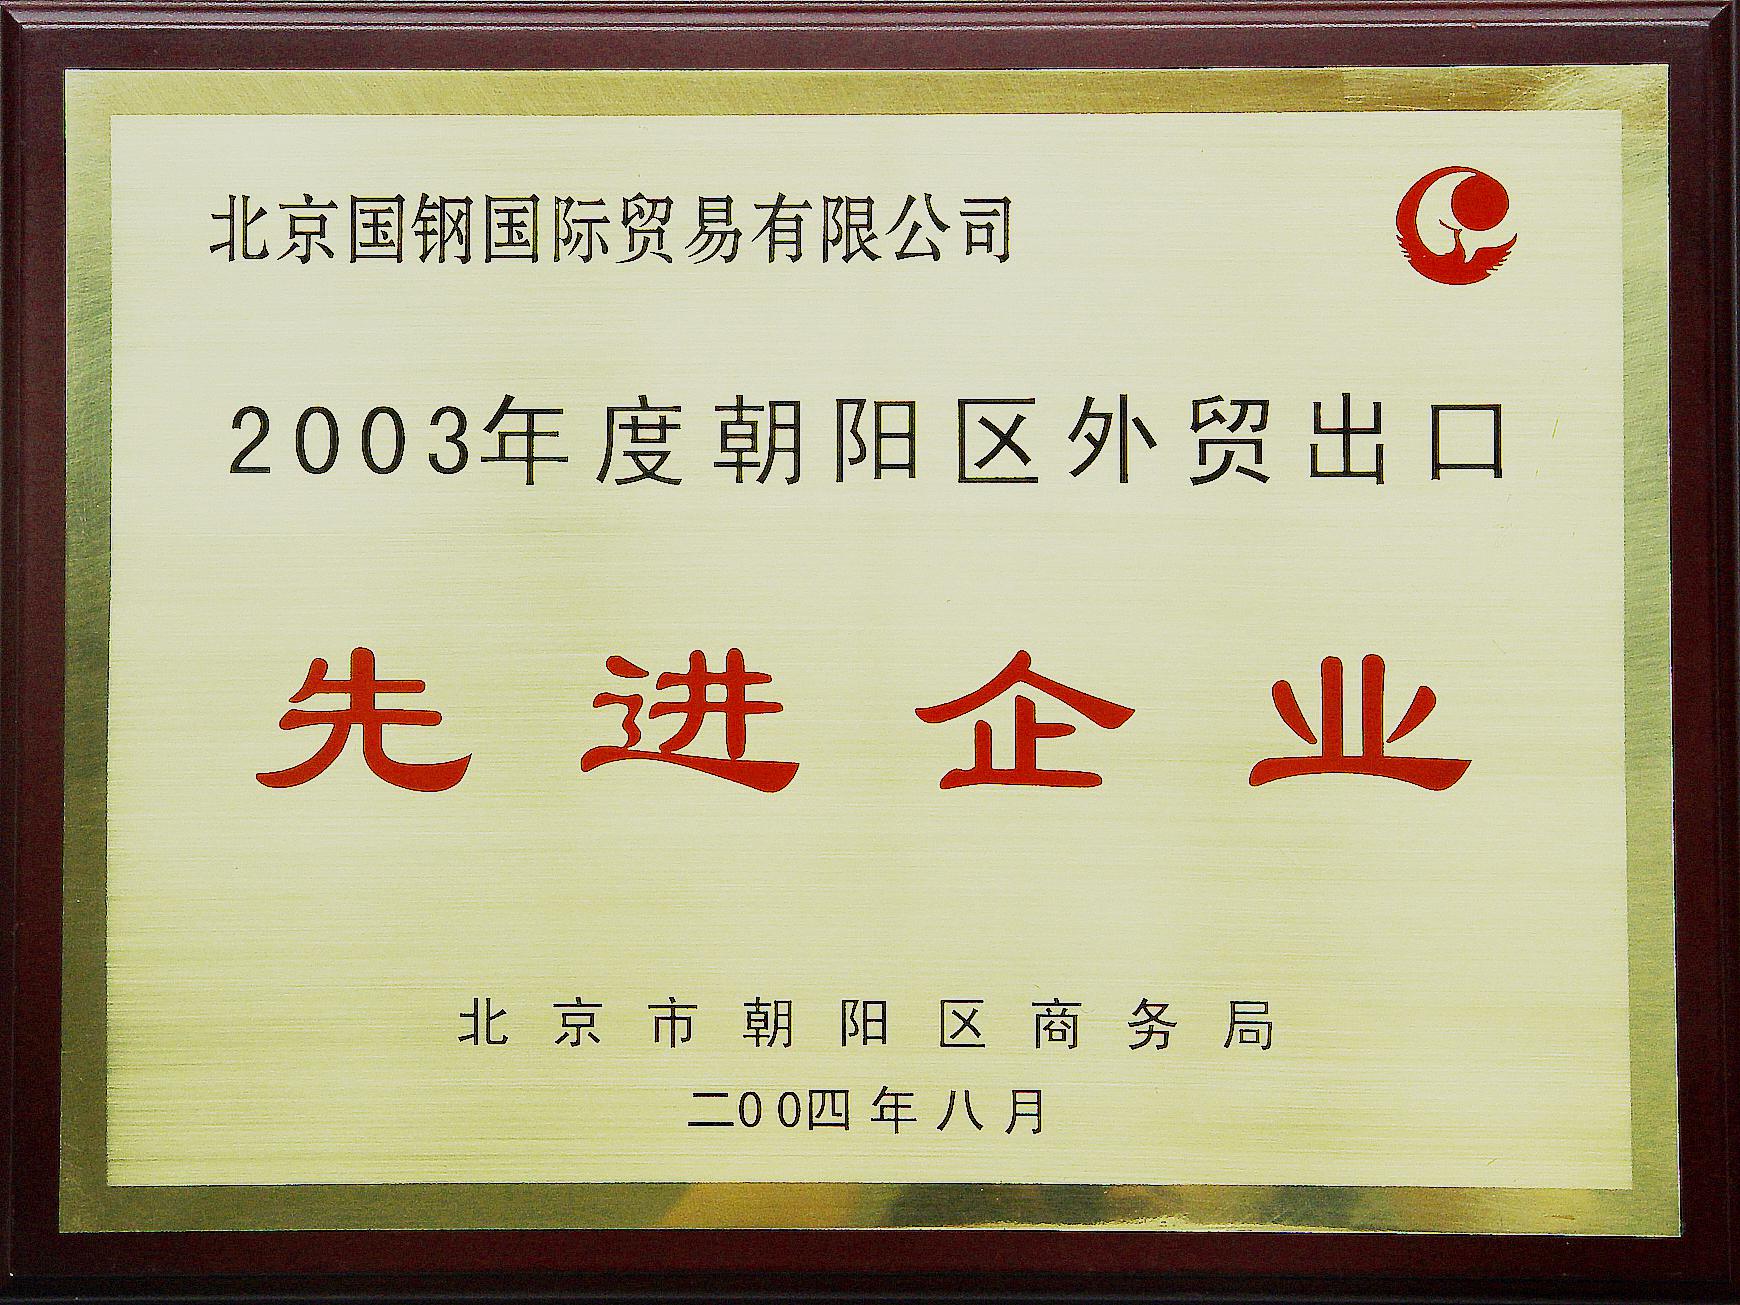 北京国钢国际贸易有限公司
2003年度朝阳区外贸出口
先进企业
北京市朝阳区商务局
二00四年八月